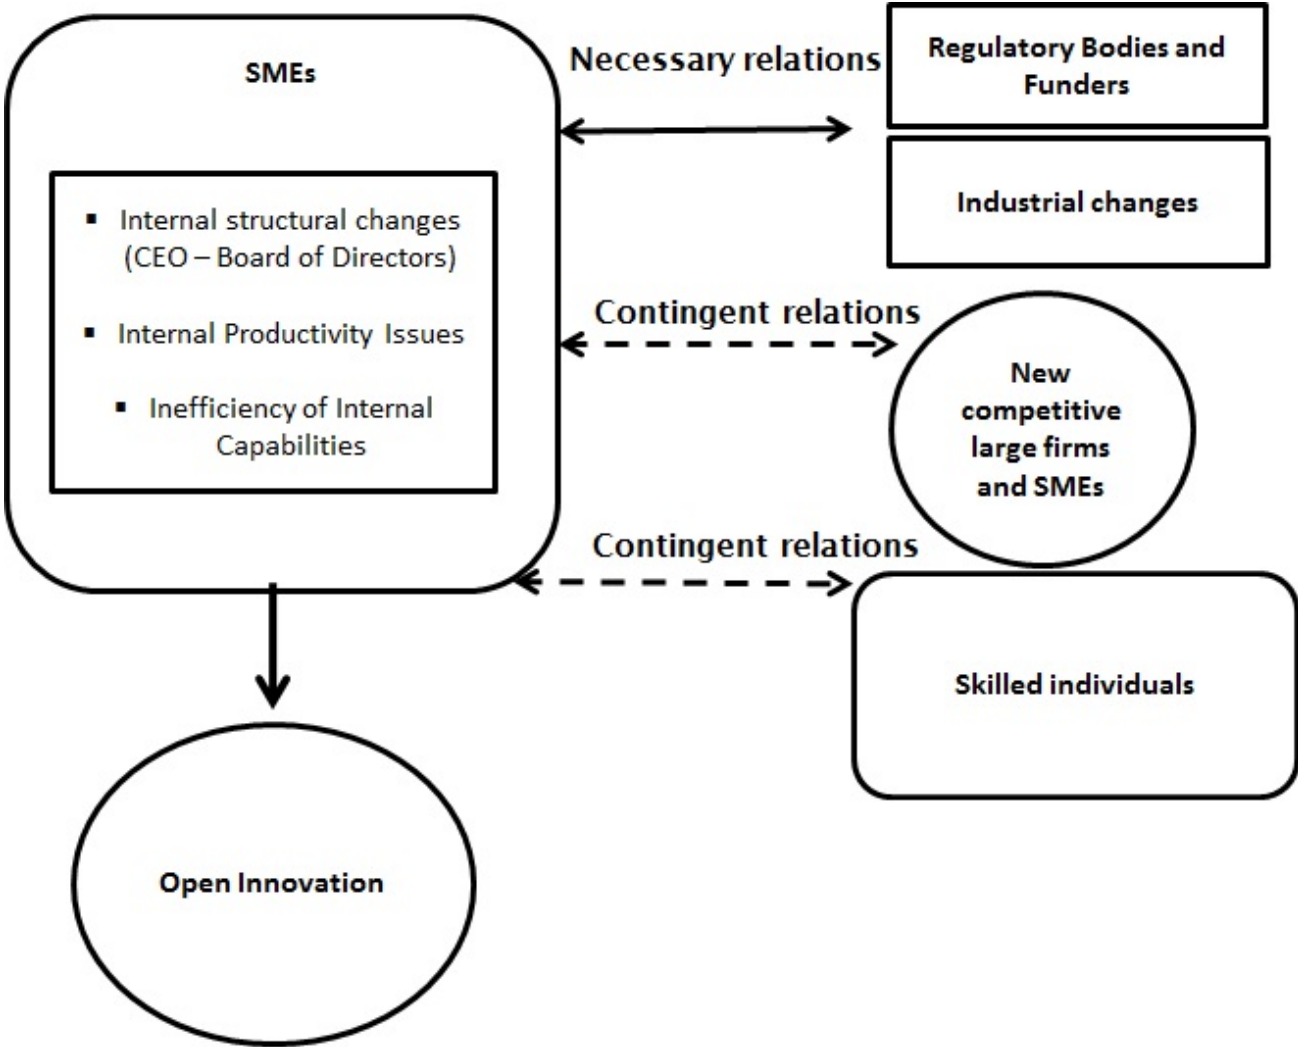 SMEs
▪ Internal structural changes
(CEO – Board of Directors)
▪ Internal Productivity Issues
▪ Inefficiency of Internal
Capabilities
Necessary relations
Regulatory Bodies and
Funders
Industrial changes
Contingent relations
New
competitive
large firms
and SMEs
Contingent relations
Skilled individuals
Open Innovation